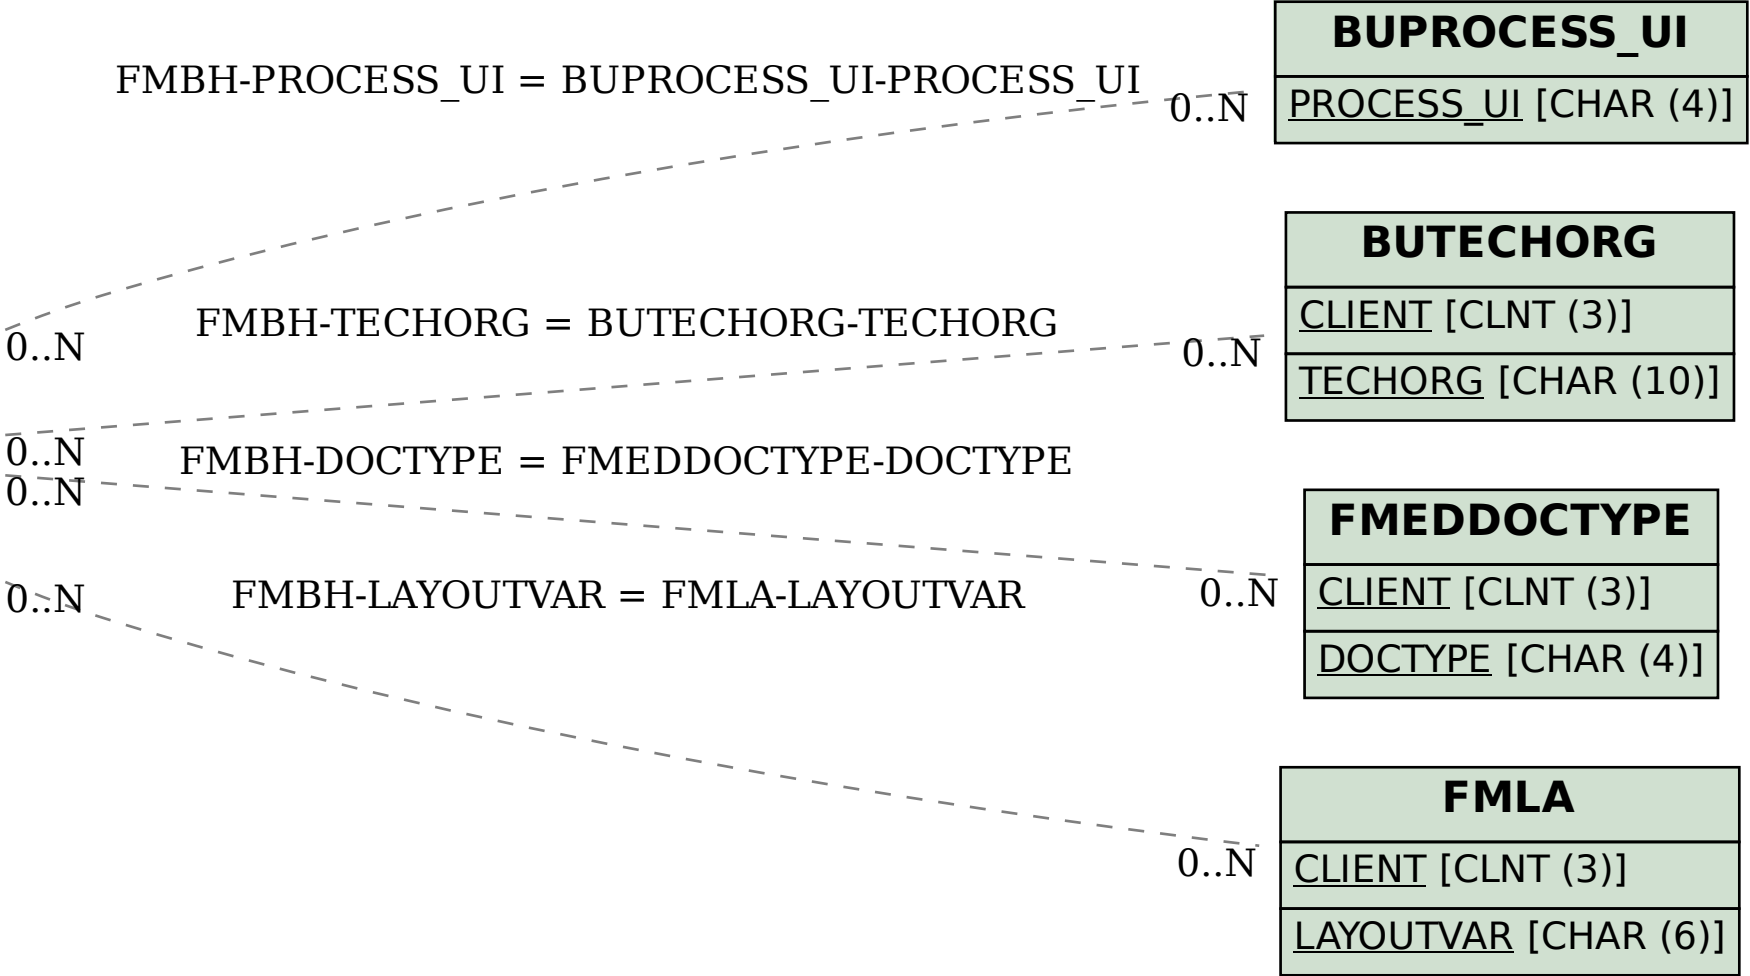 BUPROCESS_UI
FMBH-PROCESS_UI = BUPROCESS_UI-PROCESS_UI
0..N
PROCESS_UI [CHAR (4)]
BUTECHORG
FMBH-TECHORG = BUTECHORG-TECHORG
CLIENT [CLNT (3)]
0..N
0..N
TECHORG [CHAR (10)]
0..N
FMBH-DOCTYPE = FMEDDOCTYPE-DOCTYPE
0..N
FMEDDOCTYPE
0..N
FMBH-LAYOUTVAR = FMLA-LAYOUTVAR
0..N
CLIENT [CLNT (3)]
DOCTYPE [CHAR (4)]
FMLA
0..N
CLIENT [CLNT (3)]
LAYOUTVAR [CHAR (6)]